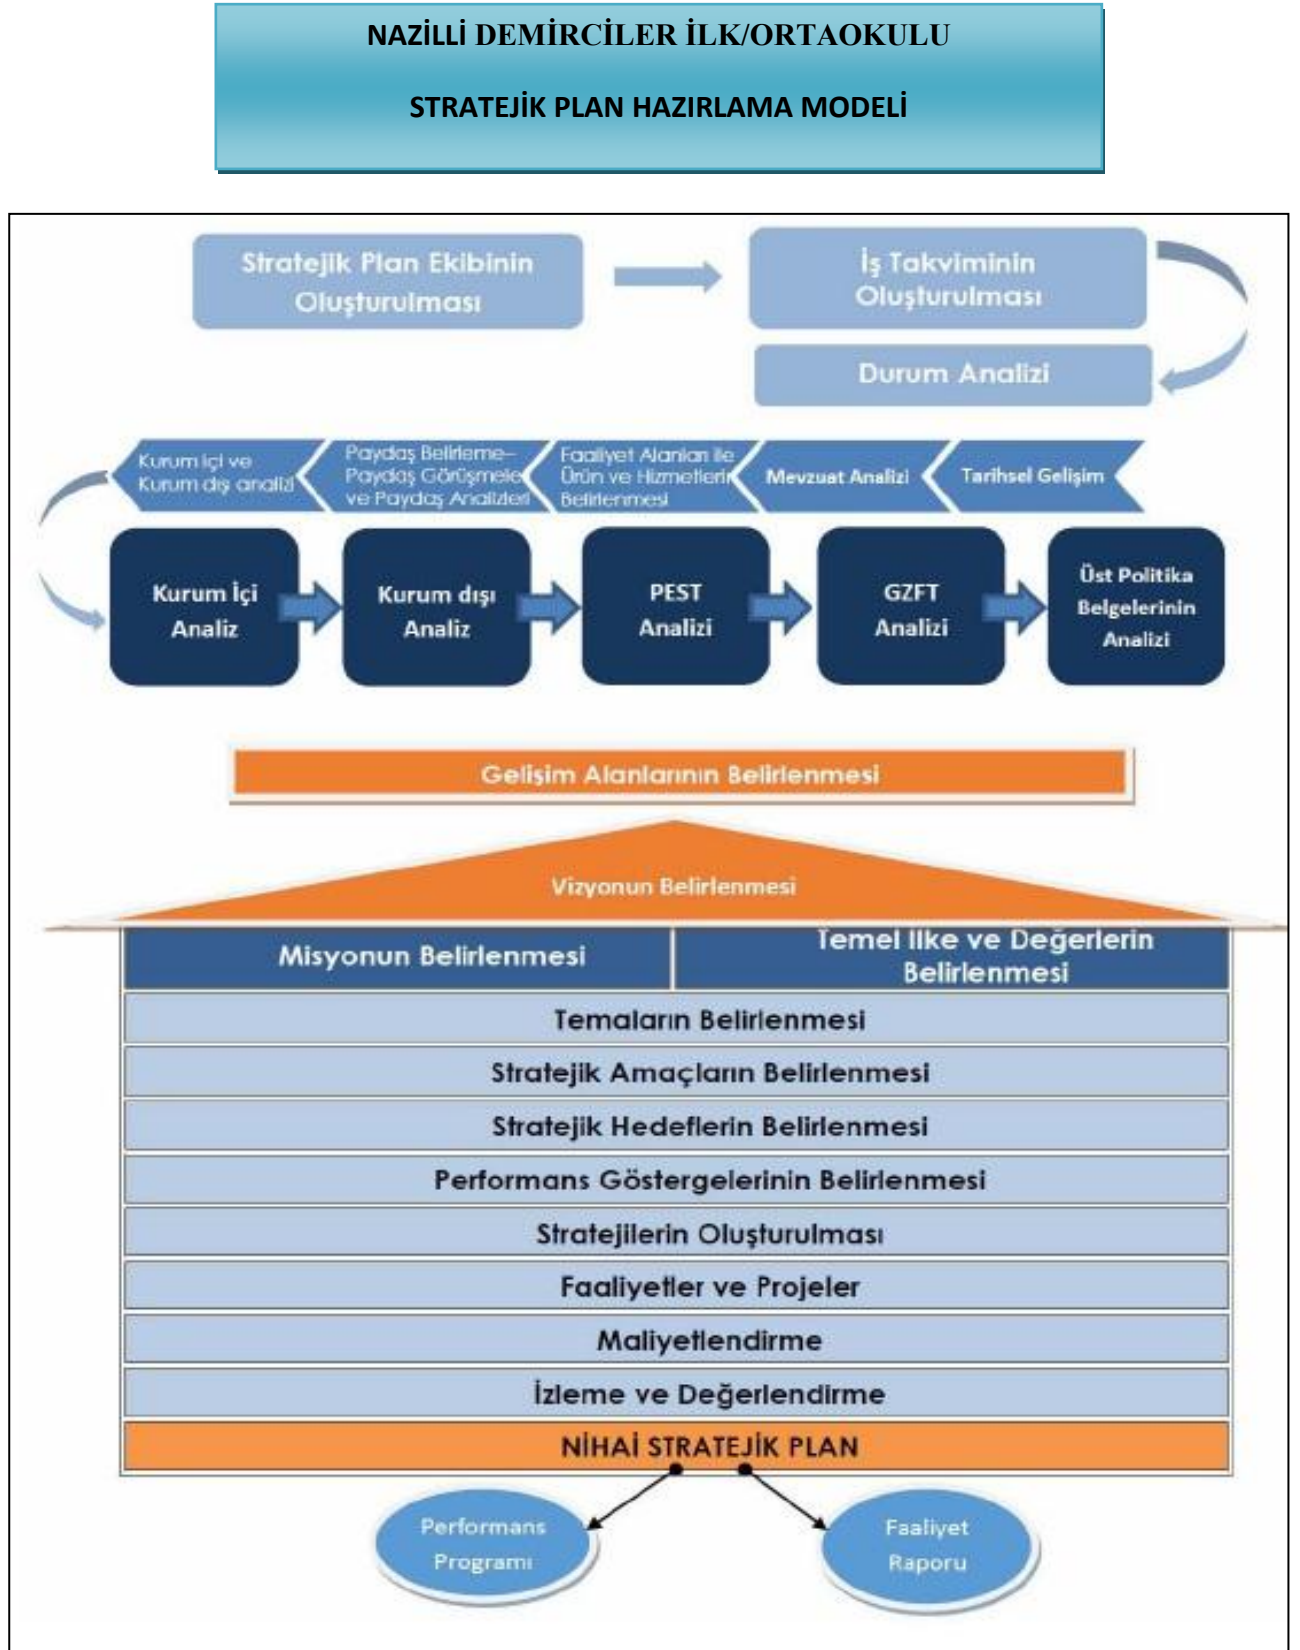 NAZİLLİ DEMİRCİLER İLK/ORTAOKULU
STRATEJİK PLAN HAZIRLAMA MODELİ
Stratejik Plan Ekibinin
Oluşturulması
İş Takviminin
Oluşturulması
Durum Analizi
Kurum içi ve
Kurum dış analizi
Paydaş Belirleme–
Paydaş Görüşmele
ve Paydaş Analizleri
Faaliyet Alanları ile
Ürün ve Hizmetlerin
Belirlenmesi
Mevzuat Analizi
Tarihsel Gelişim
Kurum İçi
Analiz
Kurum dışı
Analiz
PEST
Analizi
GZFT
Analizi
Üst Politika
Belgelerinin
Analizi
Gelişim Alanlarının Belirlenmesi
Vizyonun Belirlenmesi
Misyonun Belirlenmesi
Temel İlke ve Değerlerin
Belirlenmesi
Temaların Belirlenmesi
Stratejik Amaçların Belirlenmesi
Stratejik Hedeflerin Belirlenmesi
Performans Göstergelerinin Belirlenmesi
Stratejilerin Oluşturulması
Faaliyetler ve Projeler
Maliyetlendirme
İzleme ve Değerlendirme
NİHAİ STRATEJİK PLAN
Performans
Programı
Faaliyet
Raporu